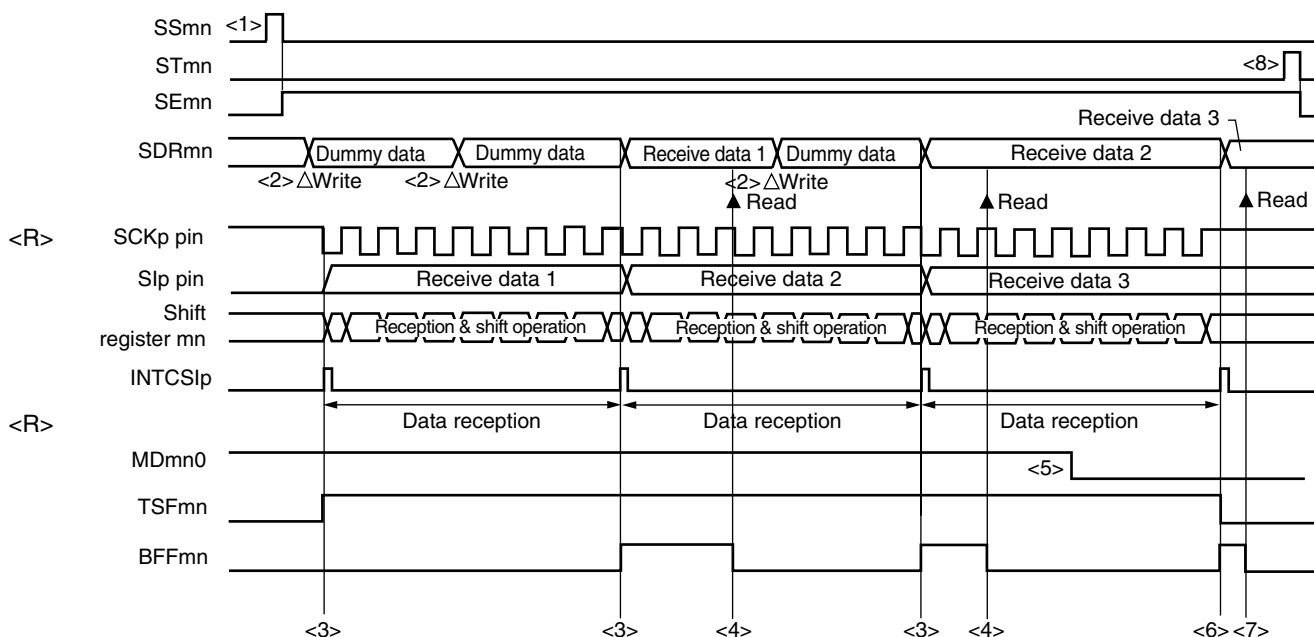 <1> SSmn
STmn <8>
SEmn
Receive data 3
SDRmn Dummy data Dummy data Receive data 1 Dummy data Receive data 2
<2> △Write <2> △Write <2> △Write
▲ Read ▲ Read ▲ Read
<R> SCKp pin
SIp pin Receive data 1 Receive data 2 Receive data 3
Shift
register mn Reception & shift operation Reception & shift operation Reception & shift operation
INTCSIp
<R> Data reception Data reception Data reception
MDmn0 <5>
TSFmn
BFFmn
<3> <3> <4> <3> <4> <6> <7>